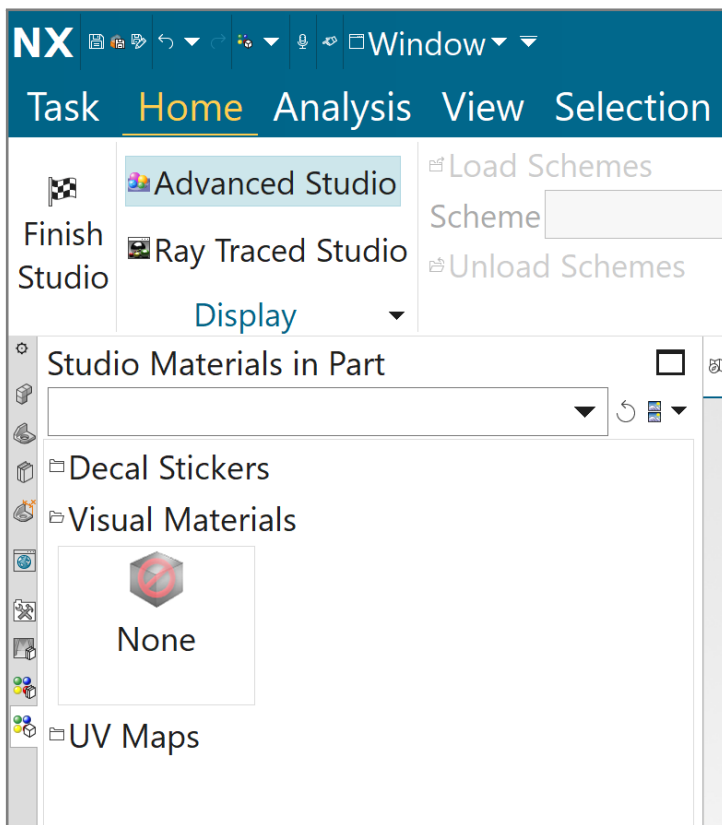 NX Window
Task Home Analysis View Selection
Finish
Studio
Advanced Studio
Ray Traced Studio
Display
Load Schemes
Scheme
Unload Schemes
Studio Materials in Part
Decal Stickers
Visual Materials
None
UV Maps